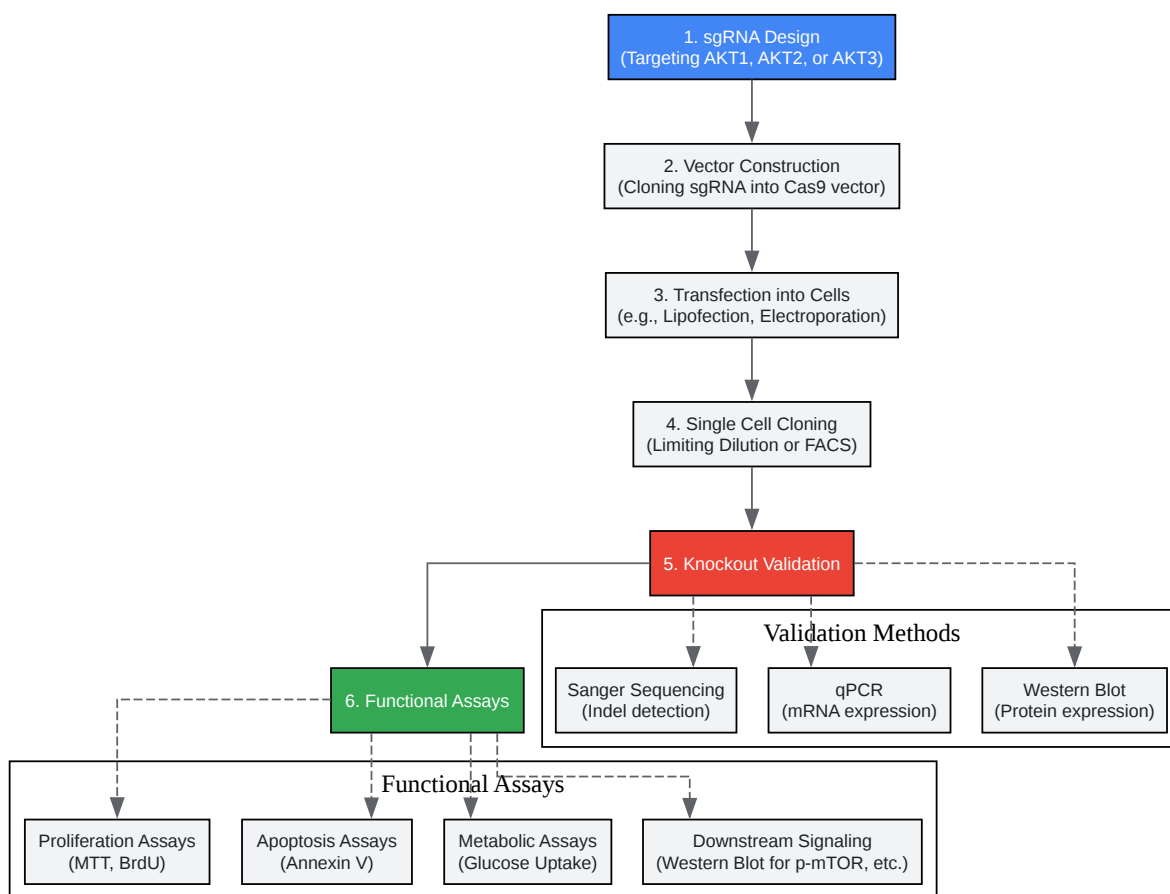 1. sgRNA Design
(Targeting AKT1, AKT2, or AKT3)
2. Vector Construction
(Cloning sgRNA into Cas9 vector)
3. Transfection into Cells
(e.g., Lipofection, Electroporation)
4. Single Cell Cloning
(Limiting Dilution or FACS)
5. Knockout Validation
Validation Methods
Sanger Sequencing
(Indel detection)
qPCR
(mRNA expression)
Western Blot
(Protein expression)
6. Functional Assays
Functional Assays
Proliferation Assays
(MTT, BrdU)
Apoptosis Assays
(Annexin V)
Metabolic Assays
(Glucose Uptake)
Downstream Signaling
(Western Blot for p-mTOR, etc.)